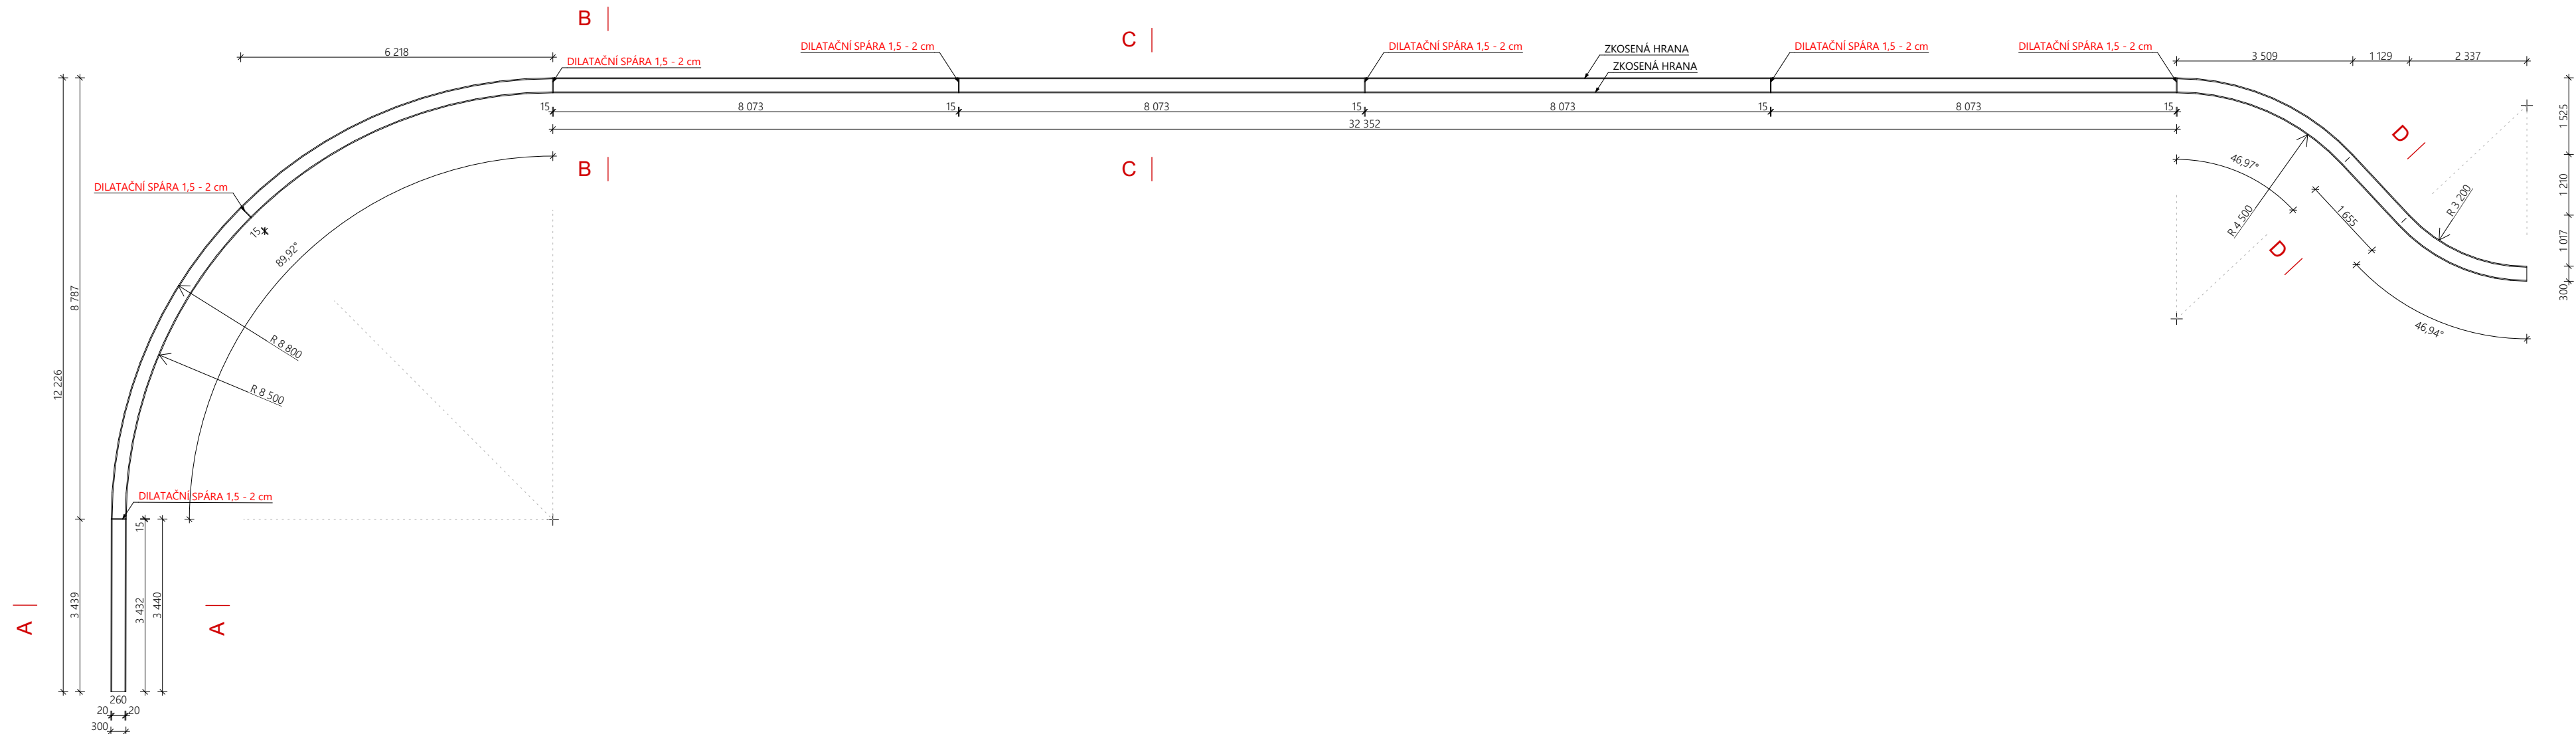 B
C
6 218
DILATAČNÍ SPÁRA 1,5 - 2 cm
DILATAČNÍ SPÁRA 1,5 - 2 cm
DILATAČNÍ SPÁRA 1,5 - 2 cm
ZKOSENÁ HRANA
ZKOSENÁ HRANA
DILATAČNÍ SPÁRA 1,5 - 2 cm
DILATAČNÍ SPÁRA 1,5 - 2 cm
3 509
1 129
2 337
15
8 073
15
8 073
15
8 073
15
8 073
15
32 352
B
C
D
1 525
1 210
1 017
300
46,97°
R 4 500
1 655
R 3 200
D
46,94°
DILATAČNÍ SPÁRA 1,5 - 2 cm
15
89,92°
8 787
12 226
R 8 800
R 8 500
DILATAČNÍ SPÁRA 1,5 - 2 cm
15
3 439
3 432
3 440
A
A
260
20
20
300